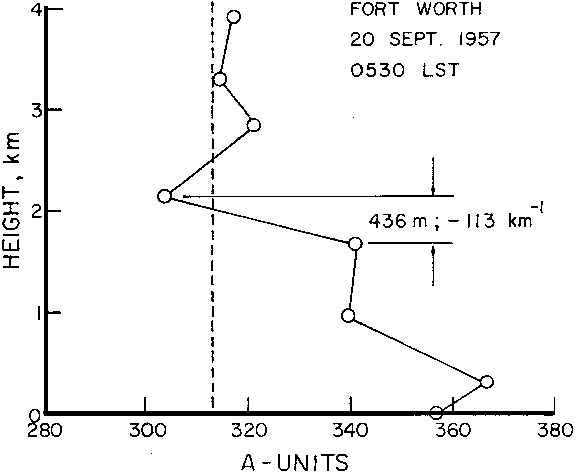 FORT WORTH
20 SEPT. 1957
0530 LST
4
3
2
1
0
HEIGHT, km
436 m ; -113 km⁻¹
280 300 320 340 360 380
A-UNITS